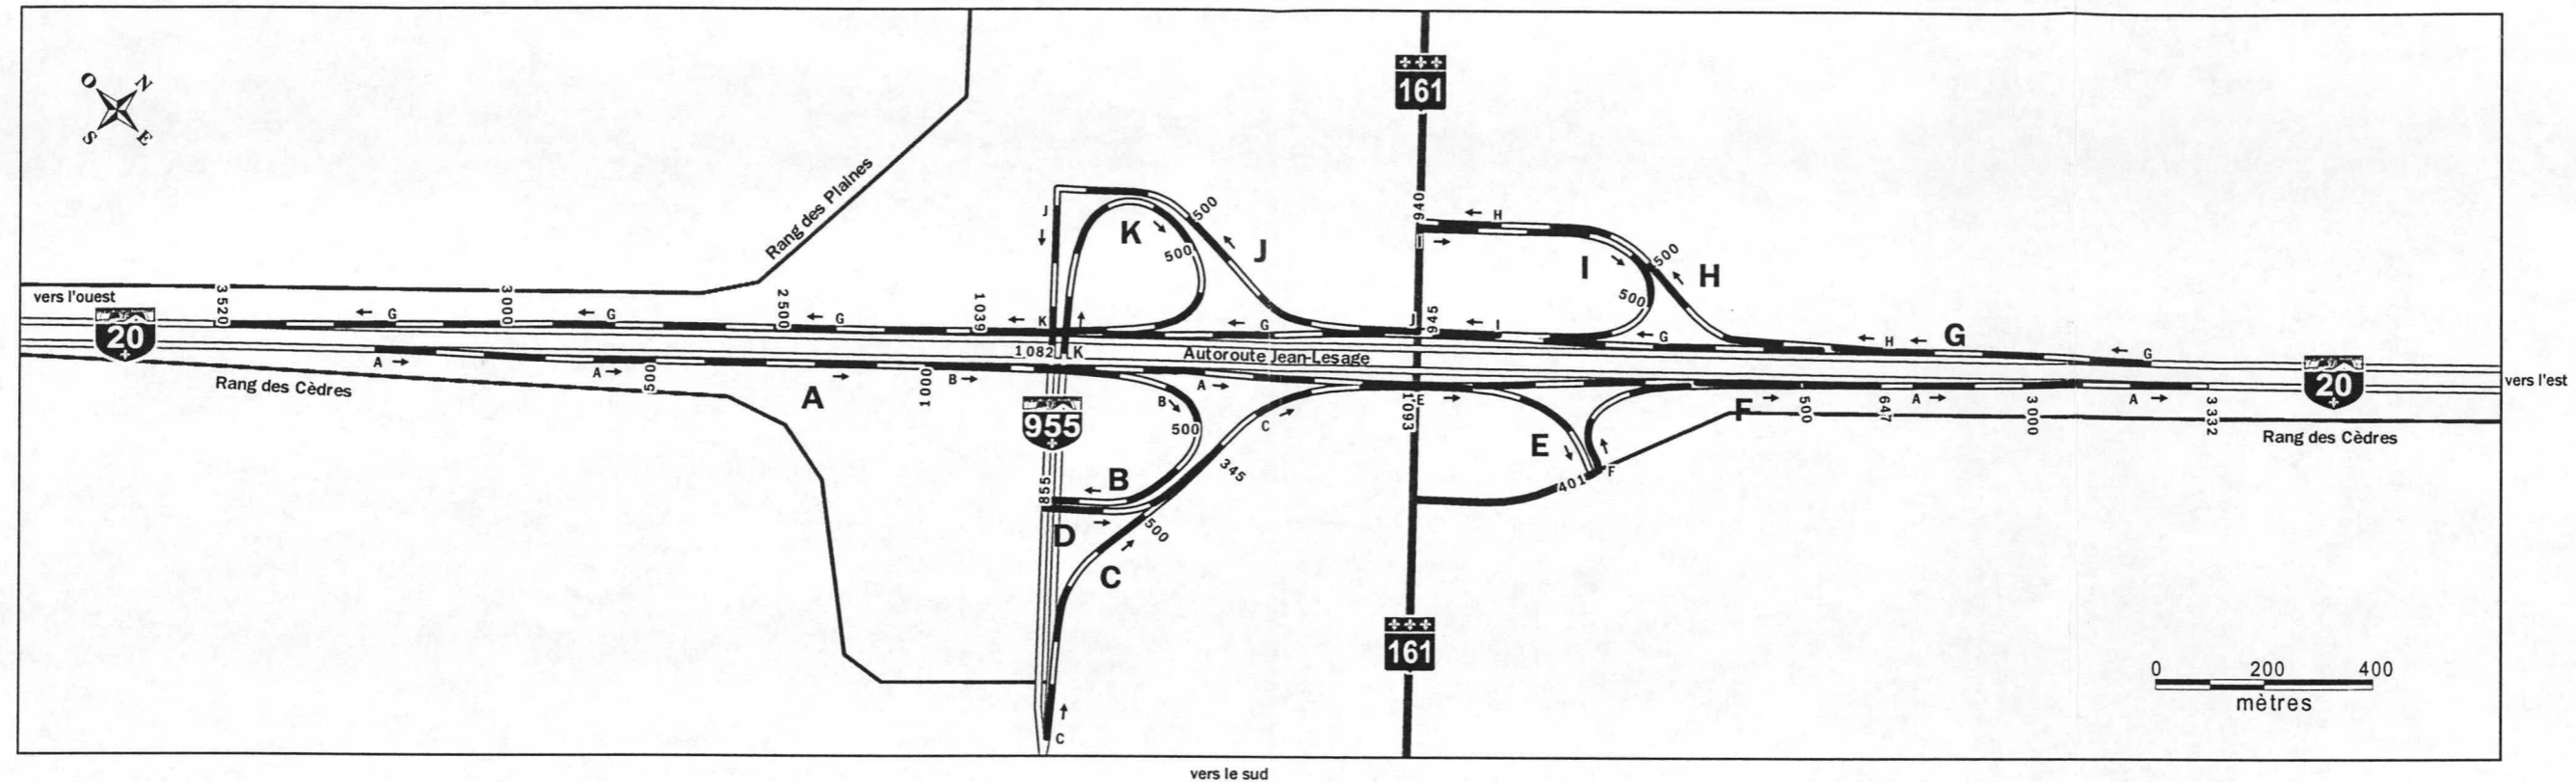 O N
S E
161
Rang des Plaines
940
J
K
500
J
500
H
I
I
500
H
500
vers l'ouest
20
3 520
G
3 000
G
2 500
G
1 039
K
G
J
945
I
G
H
G
G
1 082
K
Autoroute Jean-Lesage
20
vers l'est
Rang des Cèdres
A
A
500
A
1 000
B
A
B
500
C
955
855
B
D
500
C
345
C
1 093
E
E
401
F
F
500
647
A
3 000
A
3 332
Rang des Cèdres
161
0 200 400
mètres
vers le sud